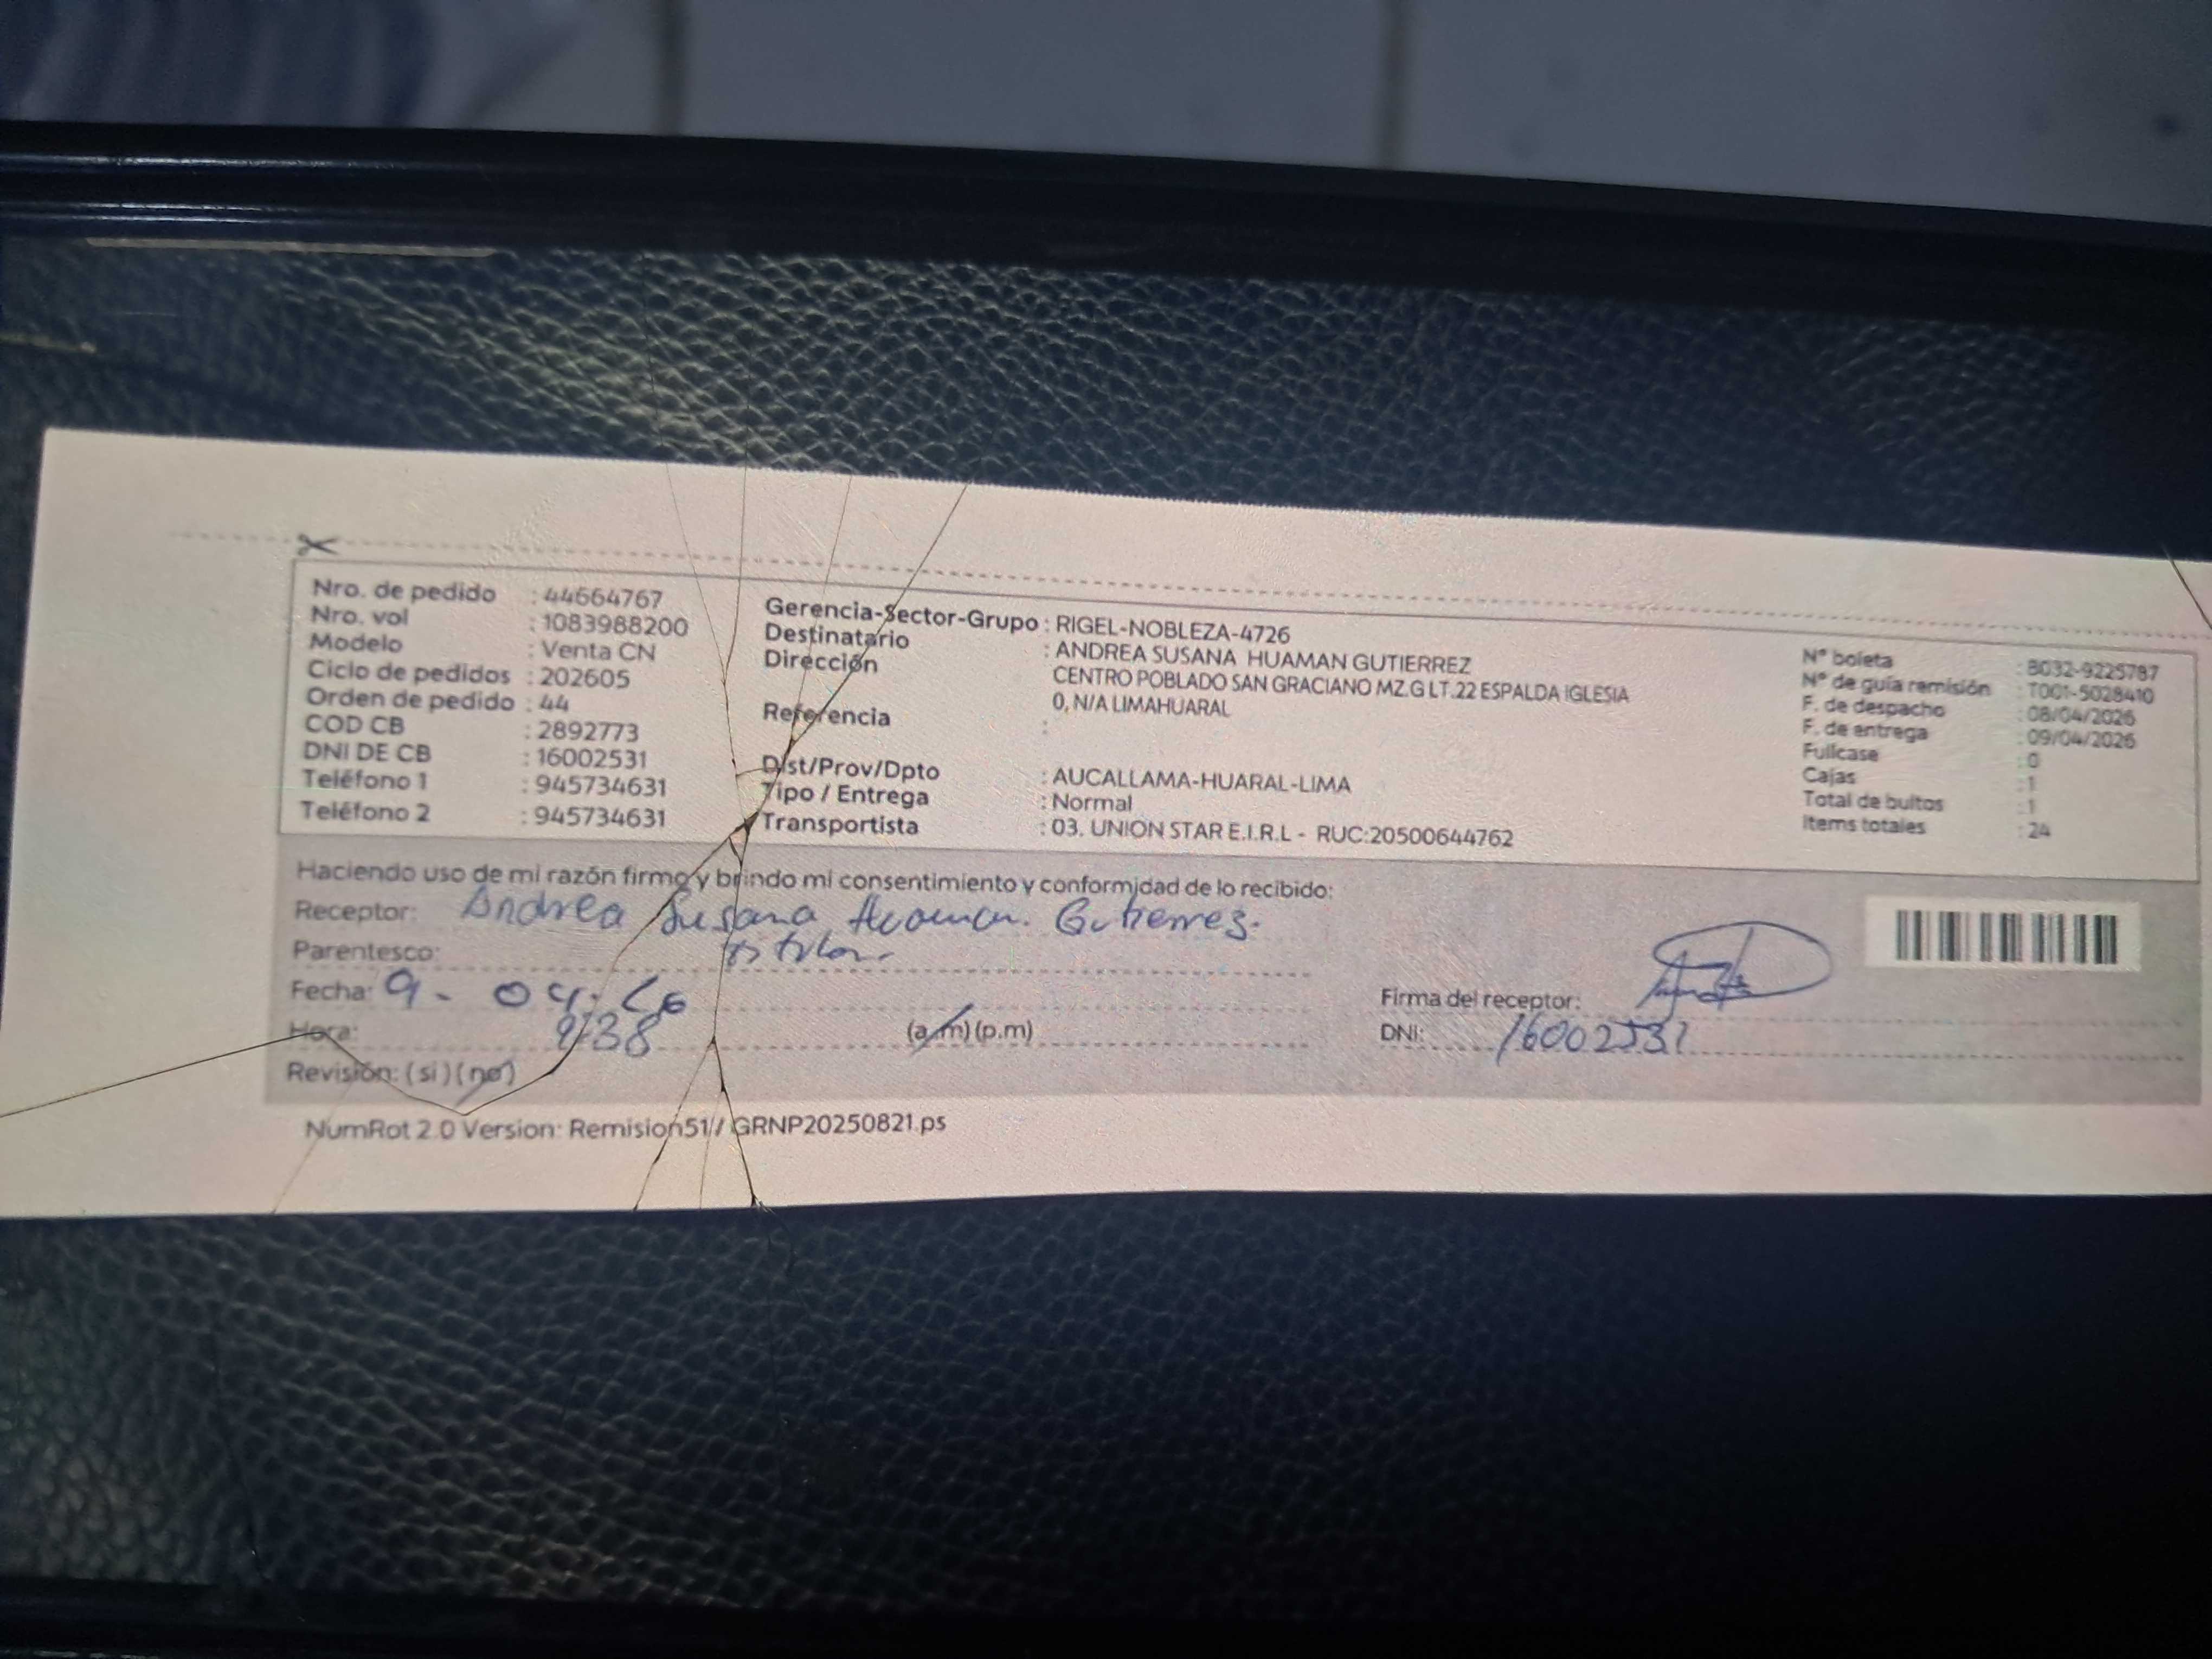 Nro. de pedido : 44664767
Nro. vol : 1083988200
Modelo : Venta CN
Ciclo de pedidos : 202605
Orden de pedido : 44
COD CB : 2892773
DNI DE CB : 16002531
Teléfono 1 : 945734631
Teléfono 2 : 945734631
Gerencia-Sector-Grupo : RIGEL-NOBLEZA-4726
Destinatario : ANDREA SUSANA HUAMAN GUTIERREZ
Dirección CENTRO POBLADO SAN GRACIANO MZ.G LT.22 ESPALDA IGLESIA
0, N/A LIMAHUARAL
Referencia :
Dist/Prov/Dpto : AUCALLAMA-HUARAL-LIMA
Tipo / Entrega : Normal
Transportista : 03. UNION STAR E.I.R.L - RUC:20500644762
N° boleta : B032-9225787
N° de guía remisión : T001-5028410
F. de despacho : 08/04/2026
F. de entrega : 09/04/2026
Fullcase : 0
Cajas : 1
Total de bultos : 1
Items totales : 24
Haciendo uso de mi razón firmo y brindo mi consentimiento y conformidad de lo recibido:
Receptor: Andrea Susana Huaman. Gutierrez.
Parentesco:
Fecha: 9- 04.
Hora: :38 (a.m) (p.m)
Revisión: (si) (no)
Firma del receptor:
DNI: 16002531
NumRot 2.0 Version: Remision51// GRNP20250821.ps